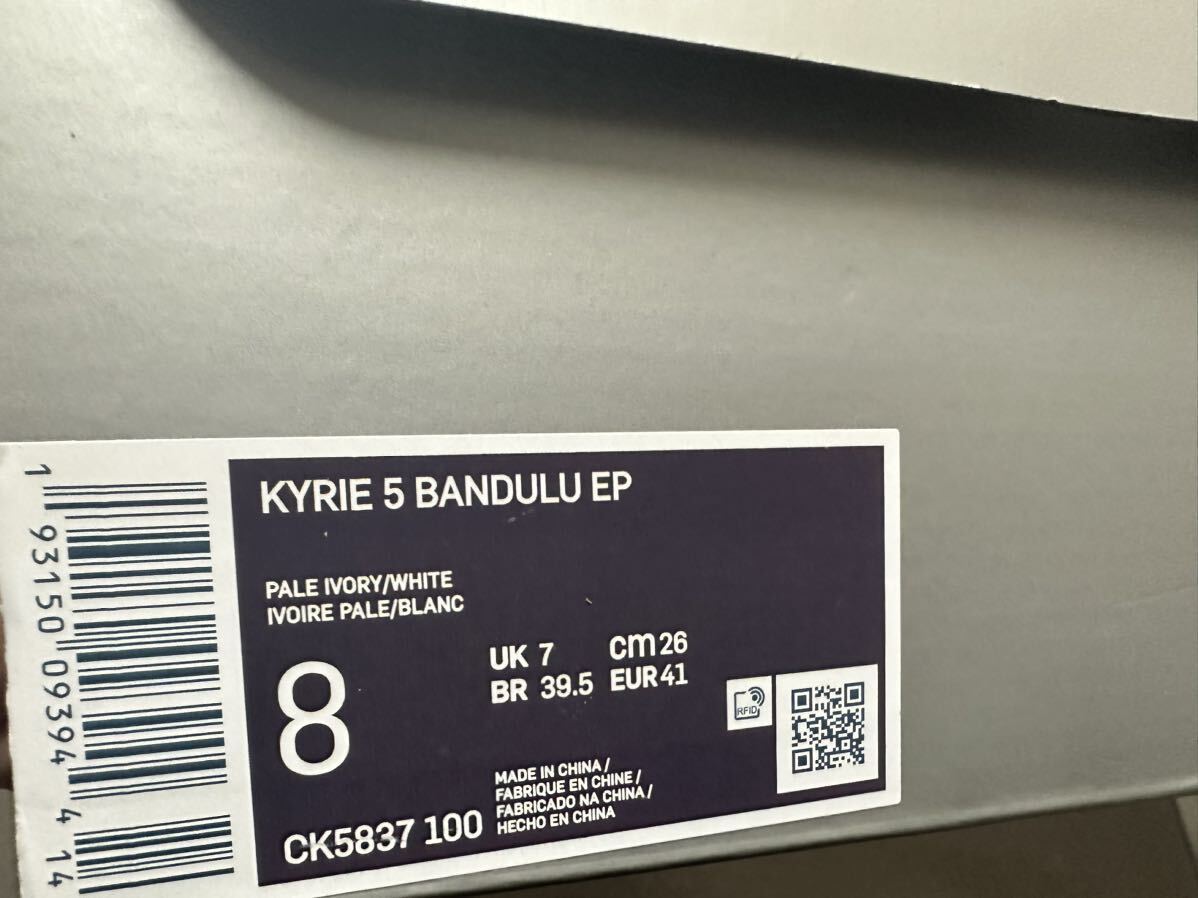 KYRIE 5 BANDULU EP
PALE IVORY/WHITE
IVOIRE PALE/BLANC
8
UK 7 cm 26
BR 39.5 EUR 41
RFID
MADE IN CHINA /
FABRIQUE EN CHINE /
FABRICADO NA CHINA /
HECHO EN CHINA
CK5837 100
1 93150 09394 4 14